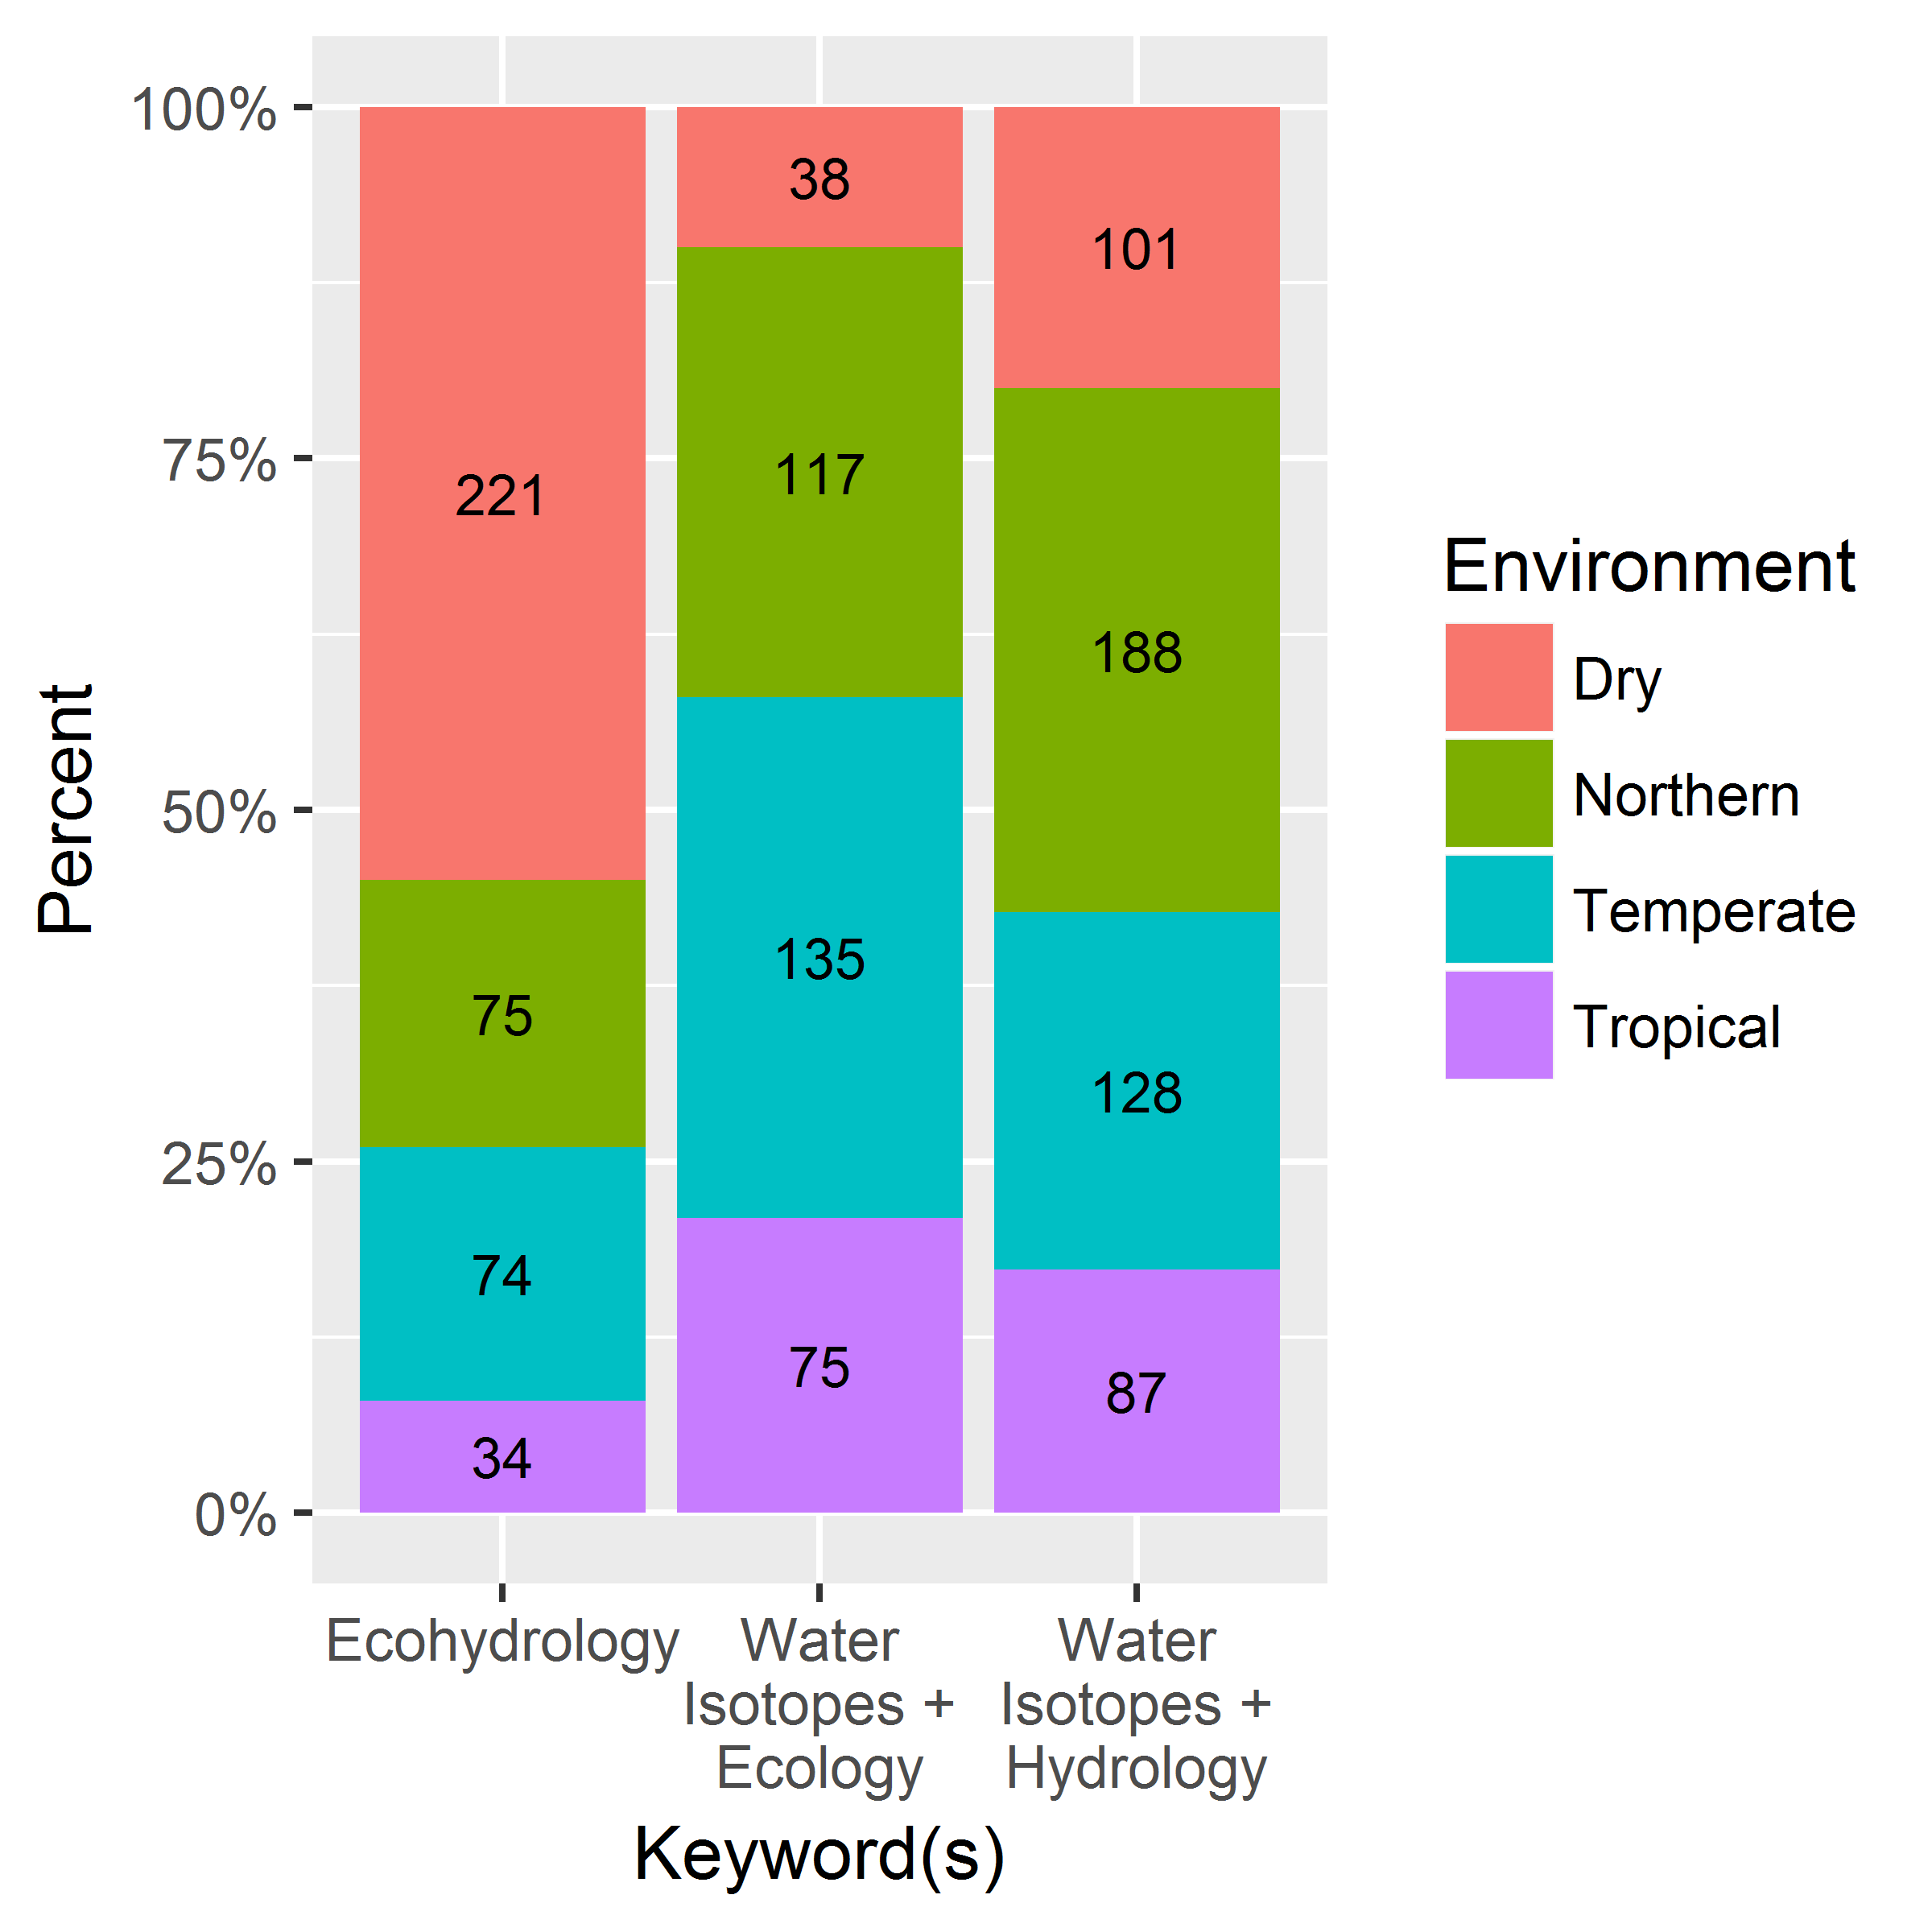 Percent
100%
75%
50%
25%
0%
221
75
74
34
38
117
135
75
101
188
128
87
Ecohydrology
Water
Isotopes +
Ecology
Water
Isotopes +
Hydrology
Keyword(s)
Environment
Dry
Northern
Temperate
Tropical